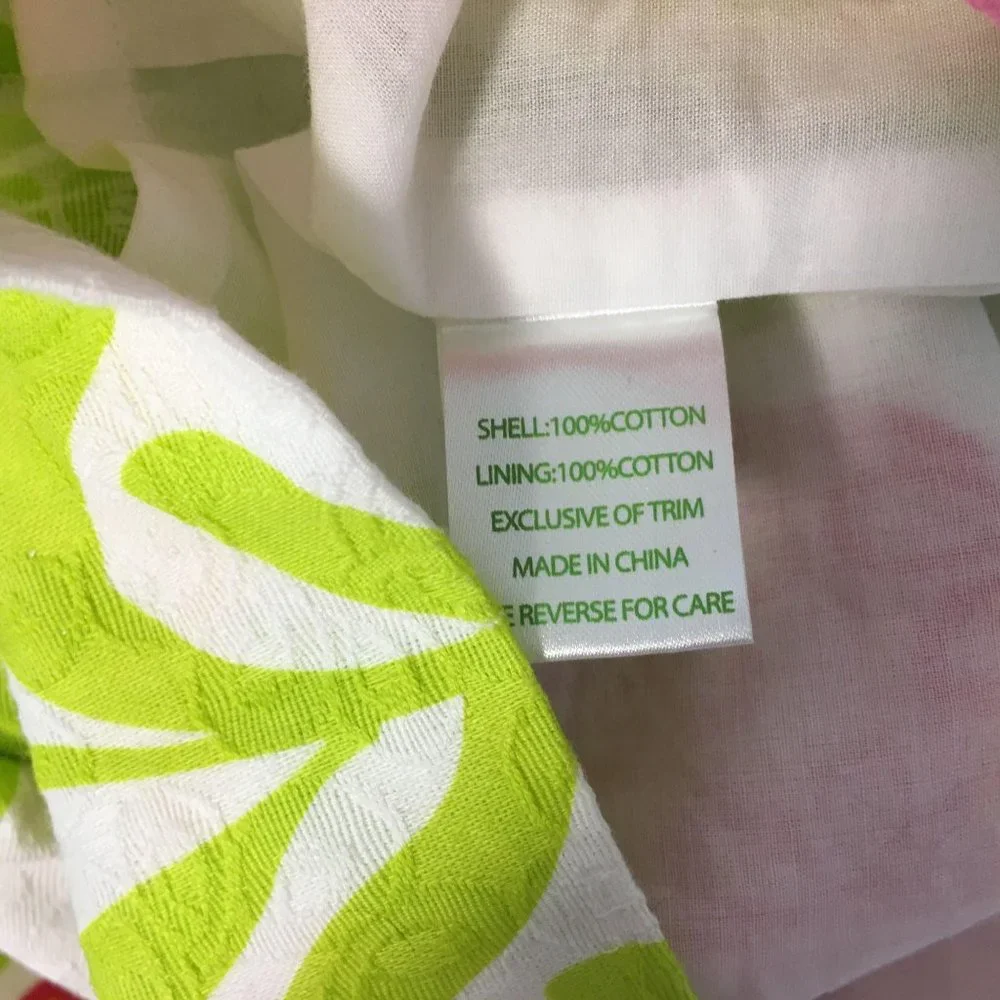 SHELL:100%COTTON
LINING:100%COTTON
EXCLUSIVE OF TRIM
MADE IN CHINA
REVERSE FOR CARE